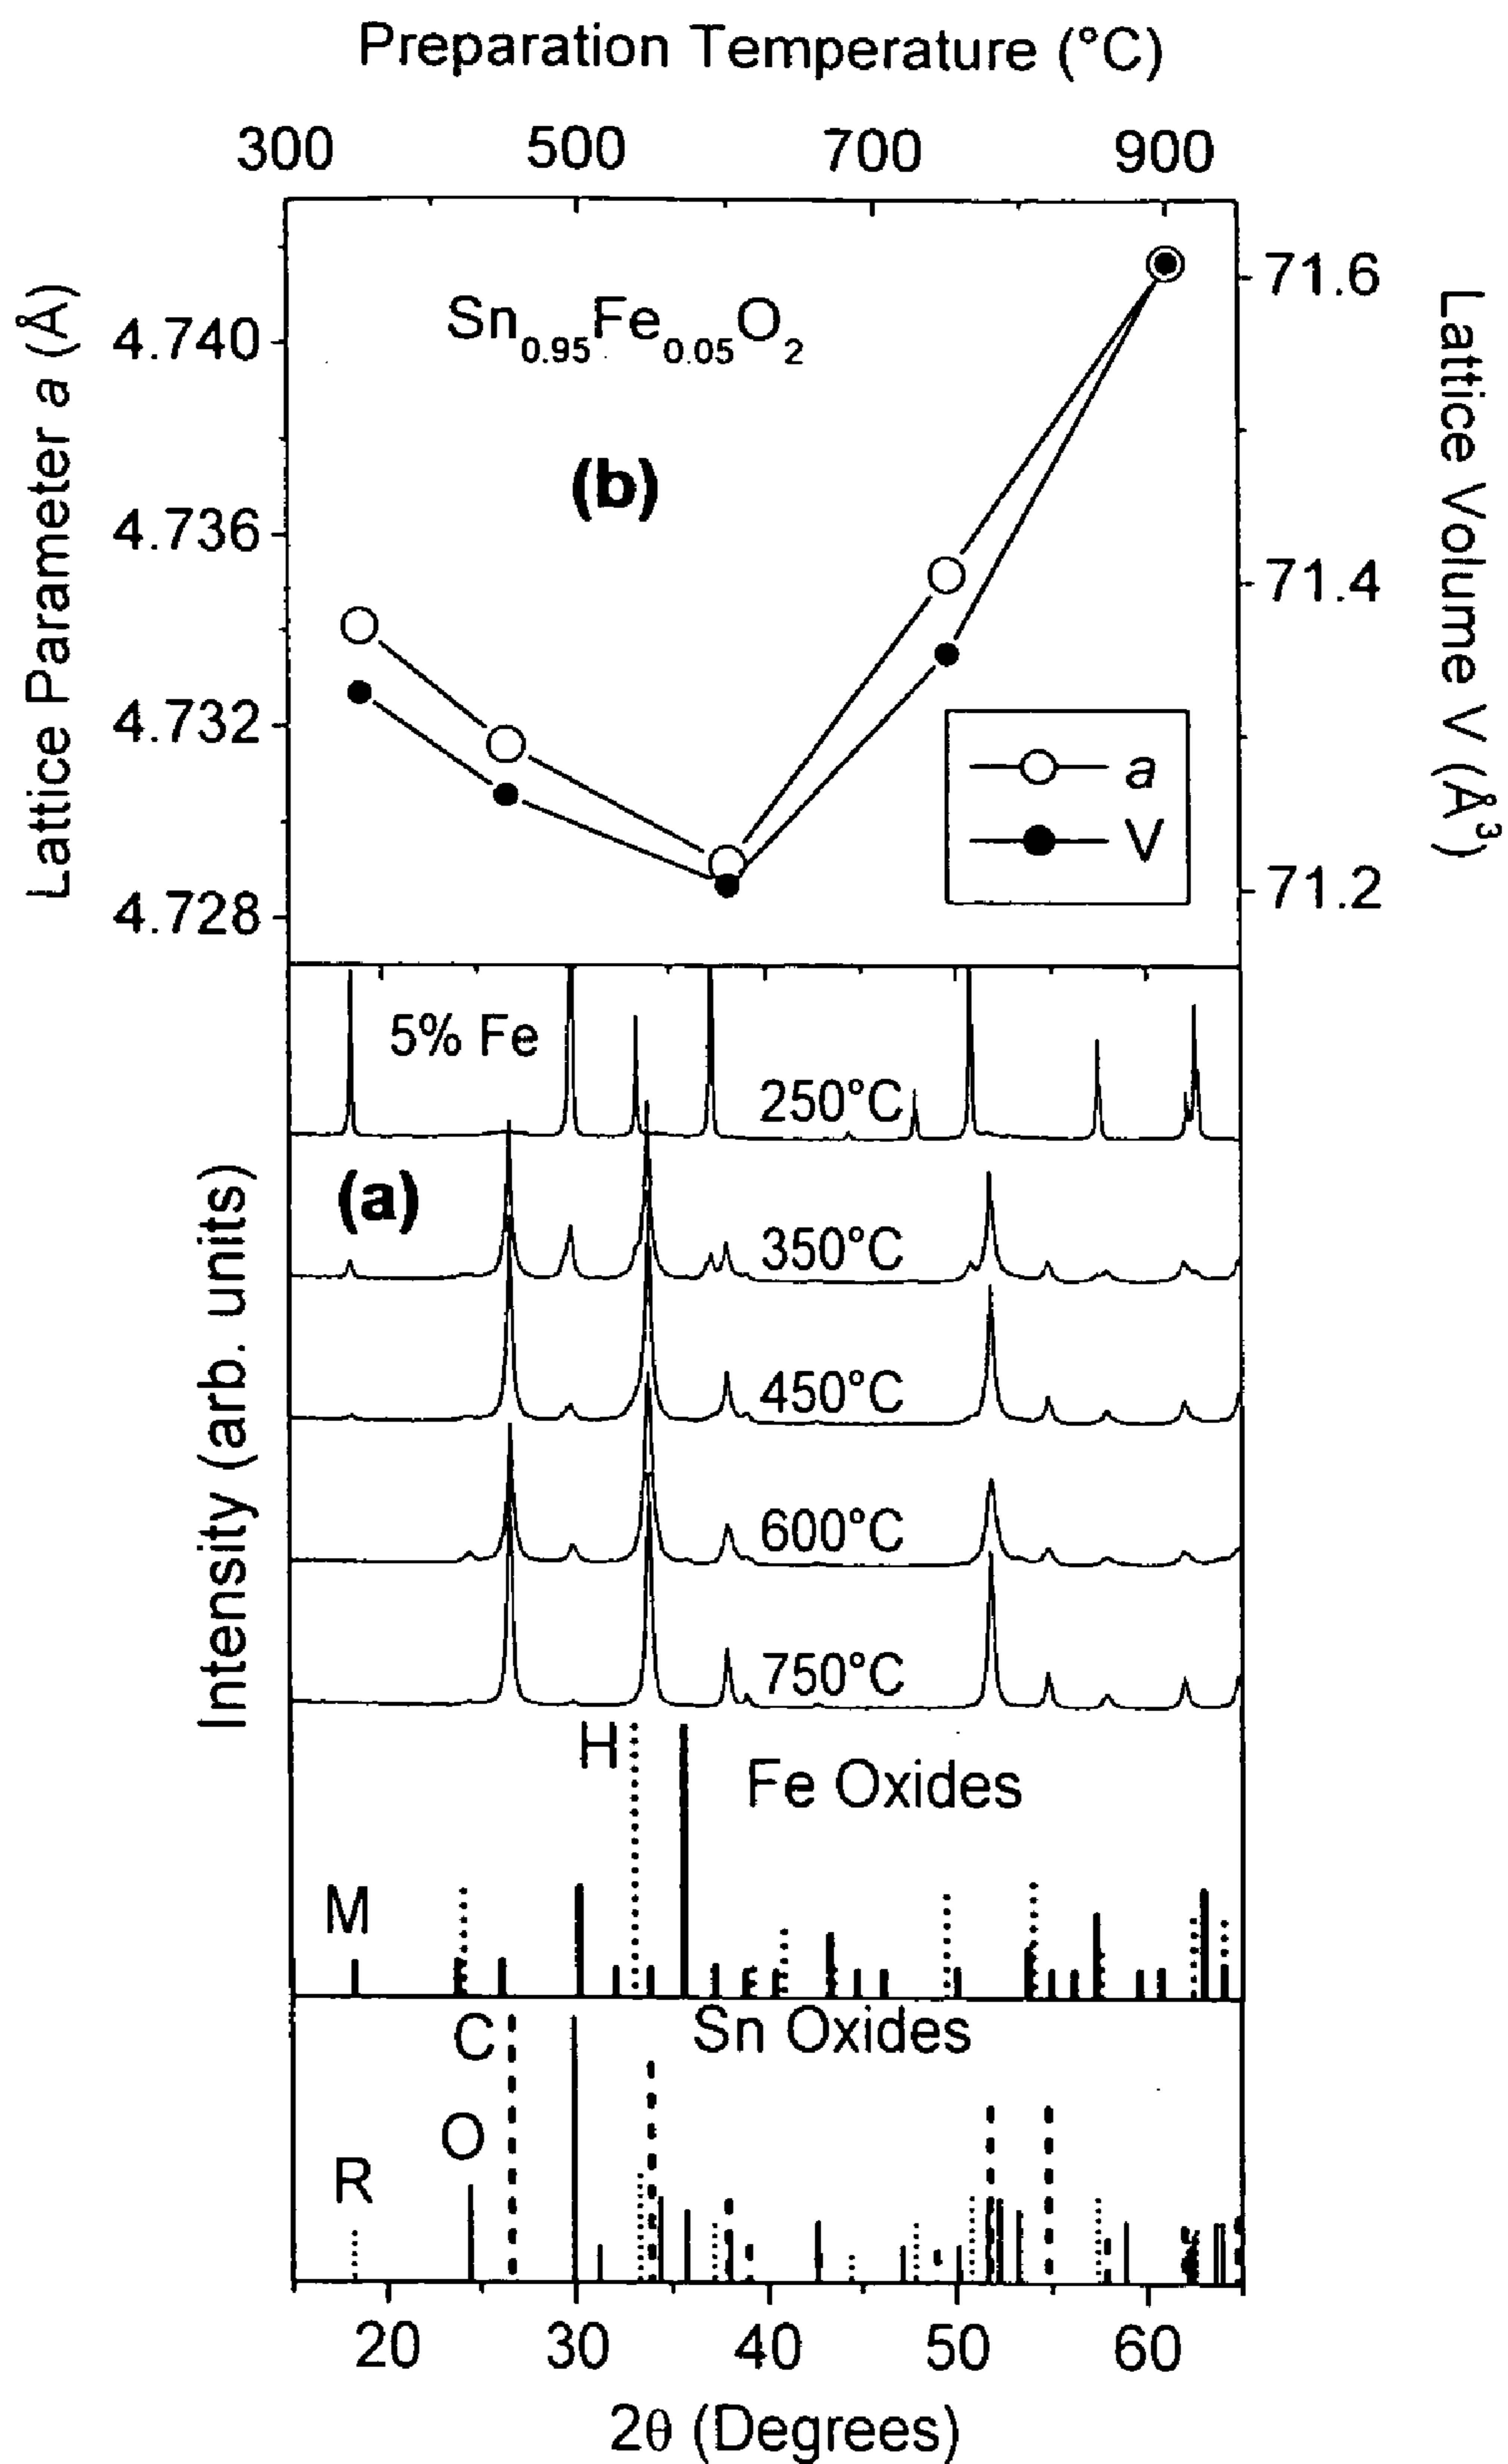 Preparation Temperature (°C)
300 500 700 900
Lattice Parameter a (Å)
4.740
4.736
4.732
4.728
Sn0.95Fe0.05O2
(b)
a
V
71.6
71.4
71.2
Lattice Volume V (Å3)
5% Fe
250°C
(a)
350°C
450°C
600°C
750°C
Intensity (arb. units)
H
Fe Oxides
M
C
Sn Oxides
O
R
20 30 40 50 60
2θ (Degrees)